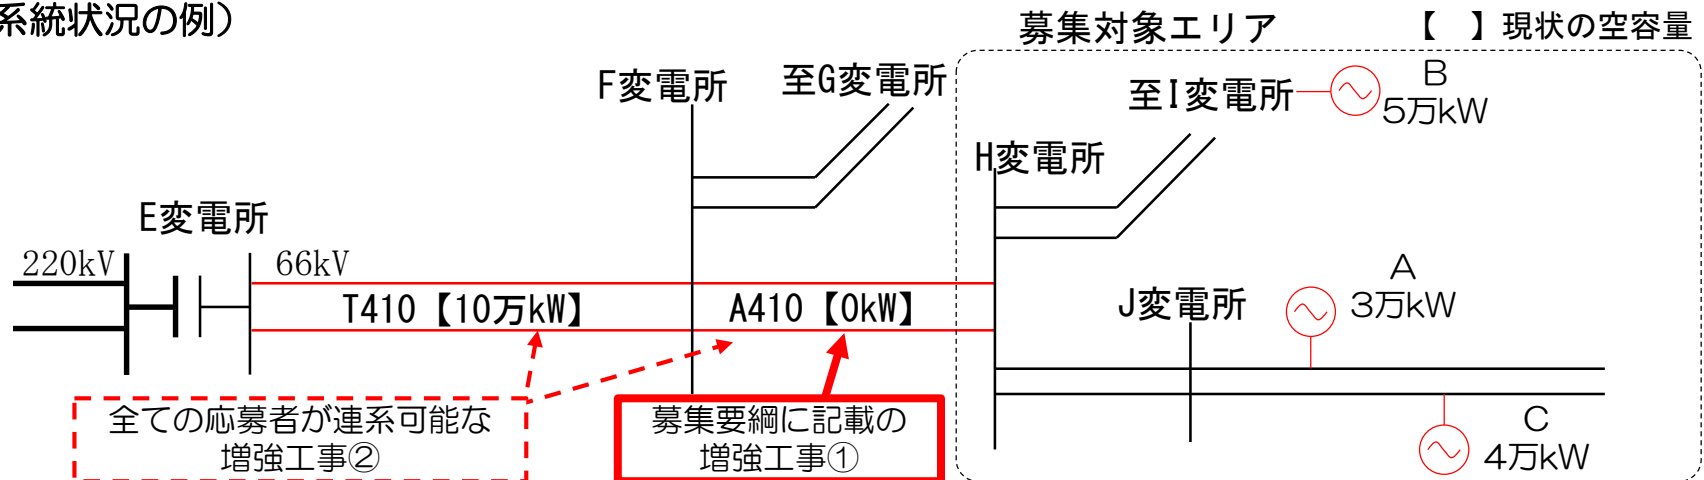 系統状況の例）
募集対象エリア
【　】現状の空容量
F変電所
至G変電所
至I変電所
B
5万kW
H変電所
E変電所
220kV
66kV
T410【10万kW】
A410【0kW】
J変電所
A
3万kW
全ての応募者が連系可能な
増強工事②
募集要綱に記載の
増強工事①
C
4万kW